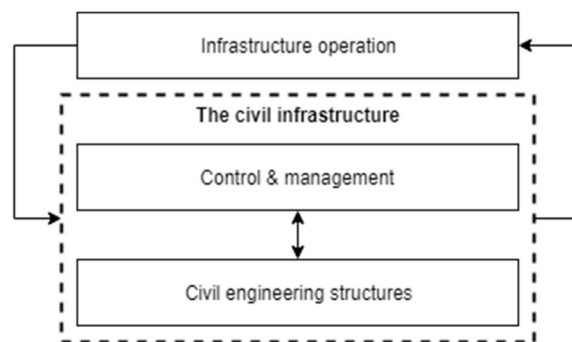 Infrastructure operation
The civil infrastructure
Control & management
Civil engineering structures